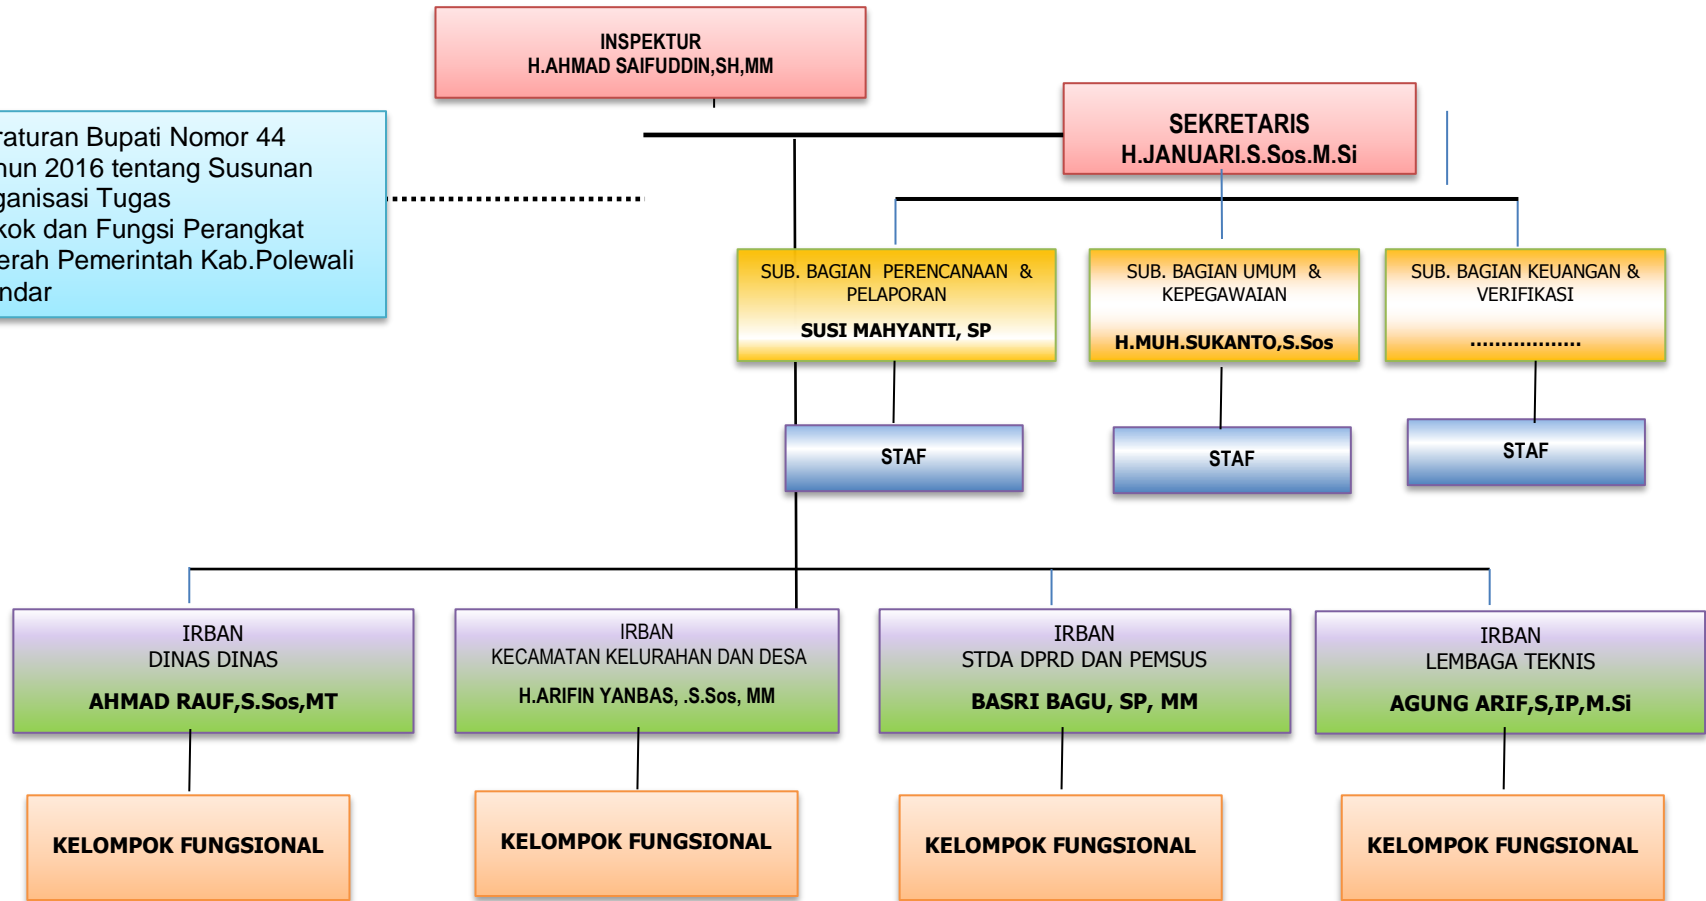 INSPEKTUR
H.AHMAD SAIFUDDIN,SH,MM
SEKRETARIS
H.JANUARI.S.Sos.M.Si
raturan Bupati Nomor 44
hun 2016 tentang Susunan
ganisasi Tugas
kok dan Fungsi Perangkat
erah Pemerintah Kab.Polewali
ndar
SUB. BAGIAN PERENCANAAN &
PELAPORAN
SUSI MAHYANTI, SP
SUB. BAGIAN UMUM &
KEPEGAWAIAN
H.MUH.SUKANTO,S.Sos
SUB. BAGIAN KEUANGAN &
VERIFIKASI
..................
STAF
STAF
STAF
IRBAN
DINAS DINAS
AHMAD RAUF,S.Sos,MT
IRBAN
KECAMATAN KELURAHAN DAN DESA
H.ARIFIN YANBAS, .S.Sos, MM
IRBAN
STDA DPRD DAN PEMSUS
BASRI BAGU, SP, MM
IRBAN
LEMBAGA TEKNIS
AGUNG ARIF,S,IP,M.Si
KELOMPOK FUNGSIONAL
KELOMPOK FUNGSIONAL
KELOMPOK FUNGSIONAL
KELOMPOK FUNGSIONAL